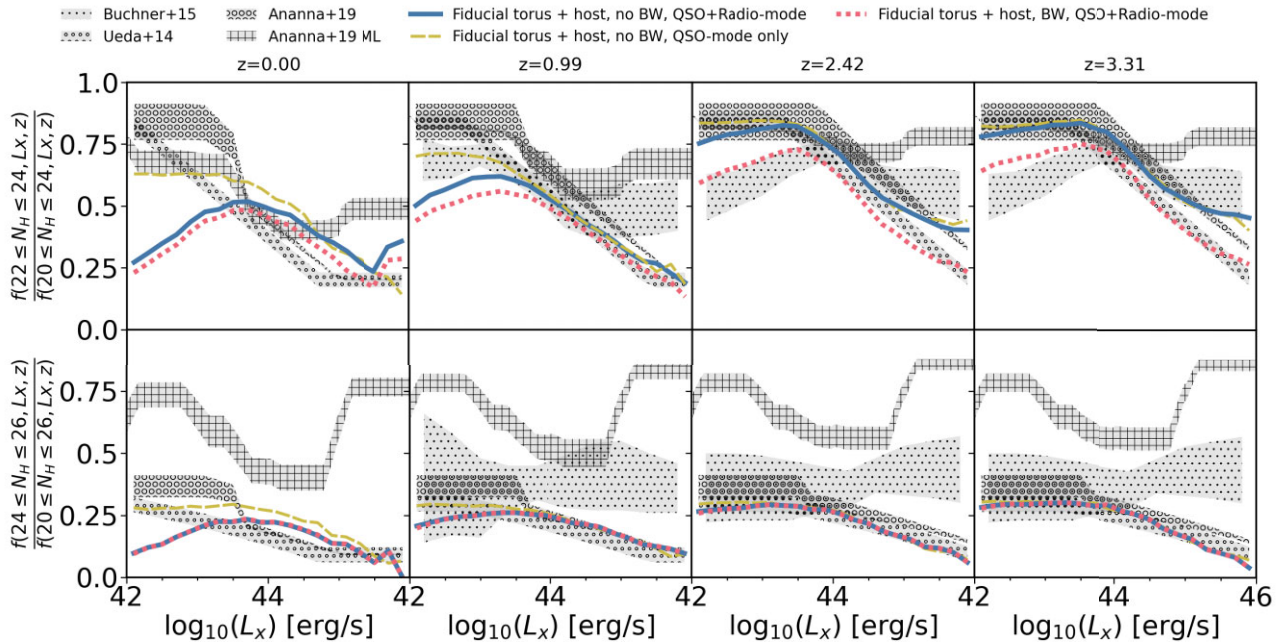 Buchner+15 Ananna+19 Fiducial torus + host, no BW, QSO+Radio-mode Fiducial torus + host, BW, QSO+Radio-mode
Ueda+14 Ananna+19 ML Fiducial torus + host, no BW, QSO-mode only
z=0.00 z=0.99 z=2.42 z=3.31
f(22 ≤ N_H ≤ 24, Lx, z)
f(20 ≤ N_H ≤ 24, Lx, z)
1.0
0.75
0.5
0.25
0.0
f(24 ≤ N_H ≤ 26, Lx, z)
f(20 ≤ N_H ≤ 26, Lx, z)
0.75
0.5
0.25
0.0
42 44 42 44 42 44 42 44 46
log₁₀(Lₓ) [erg/s] log₁₀(Lₓ) [erg/s] log₁₀(Lₓ) [erg/s] log₁₀(Lₓ) [erg/s]